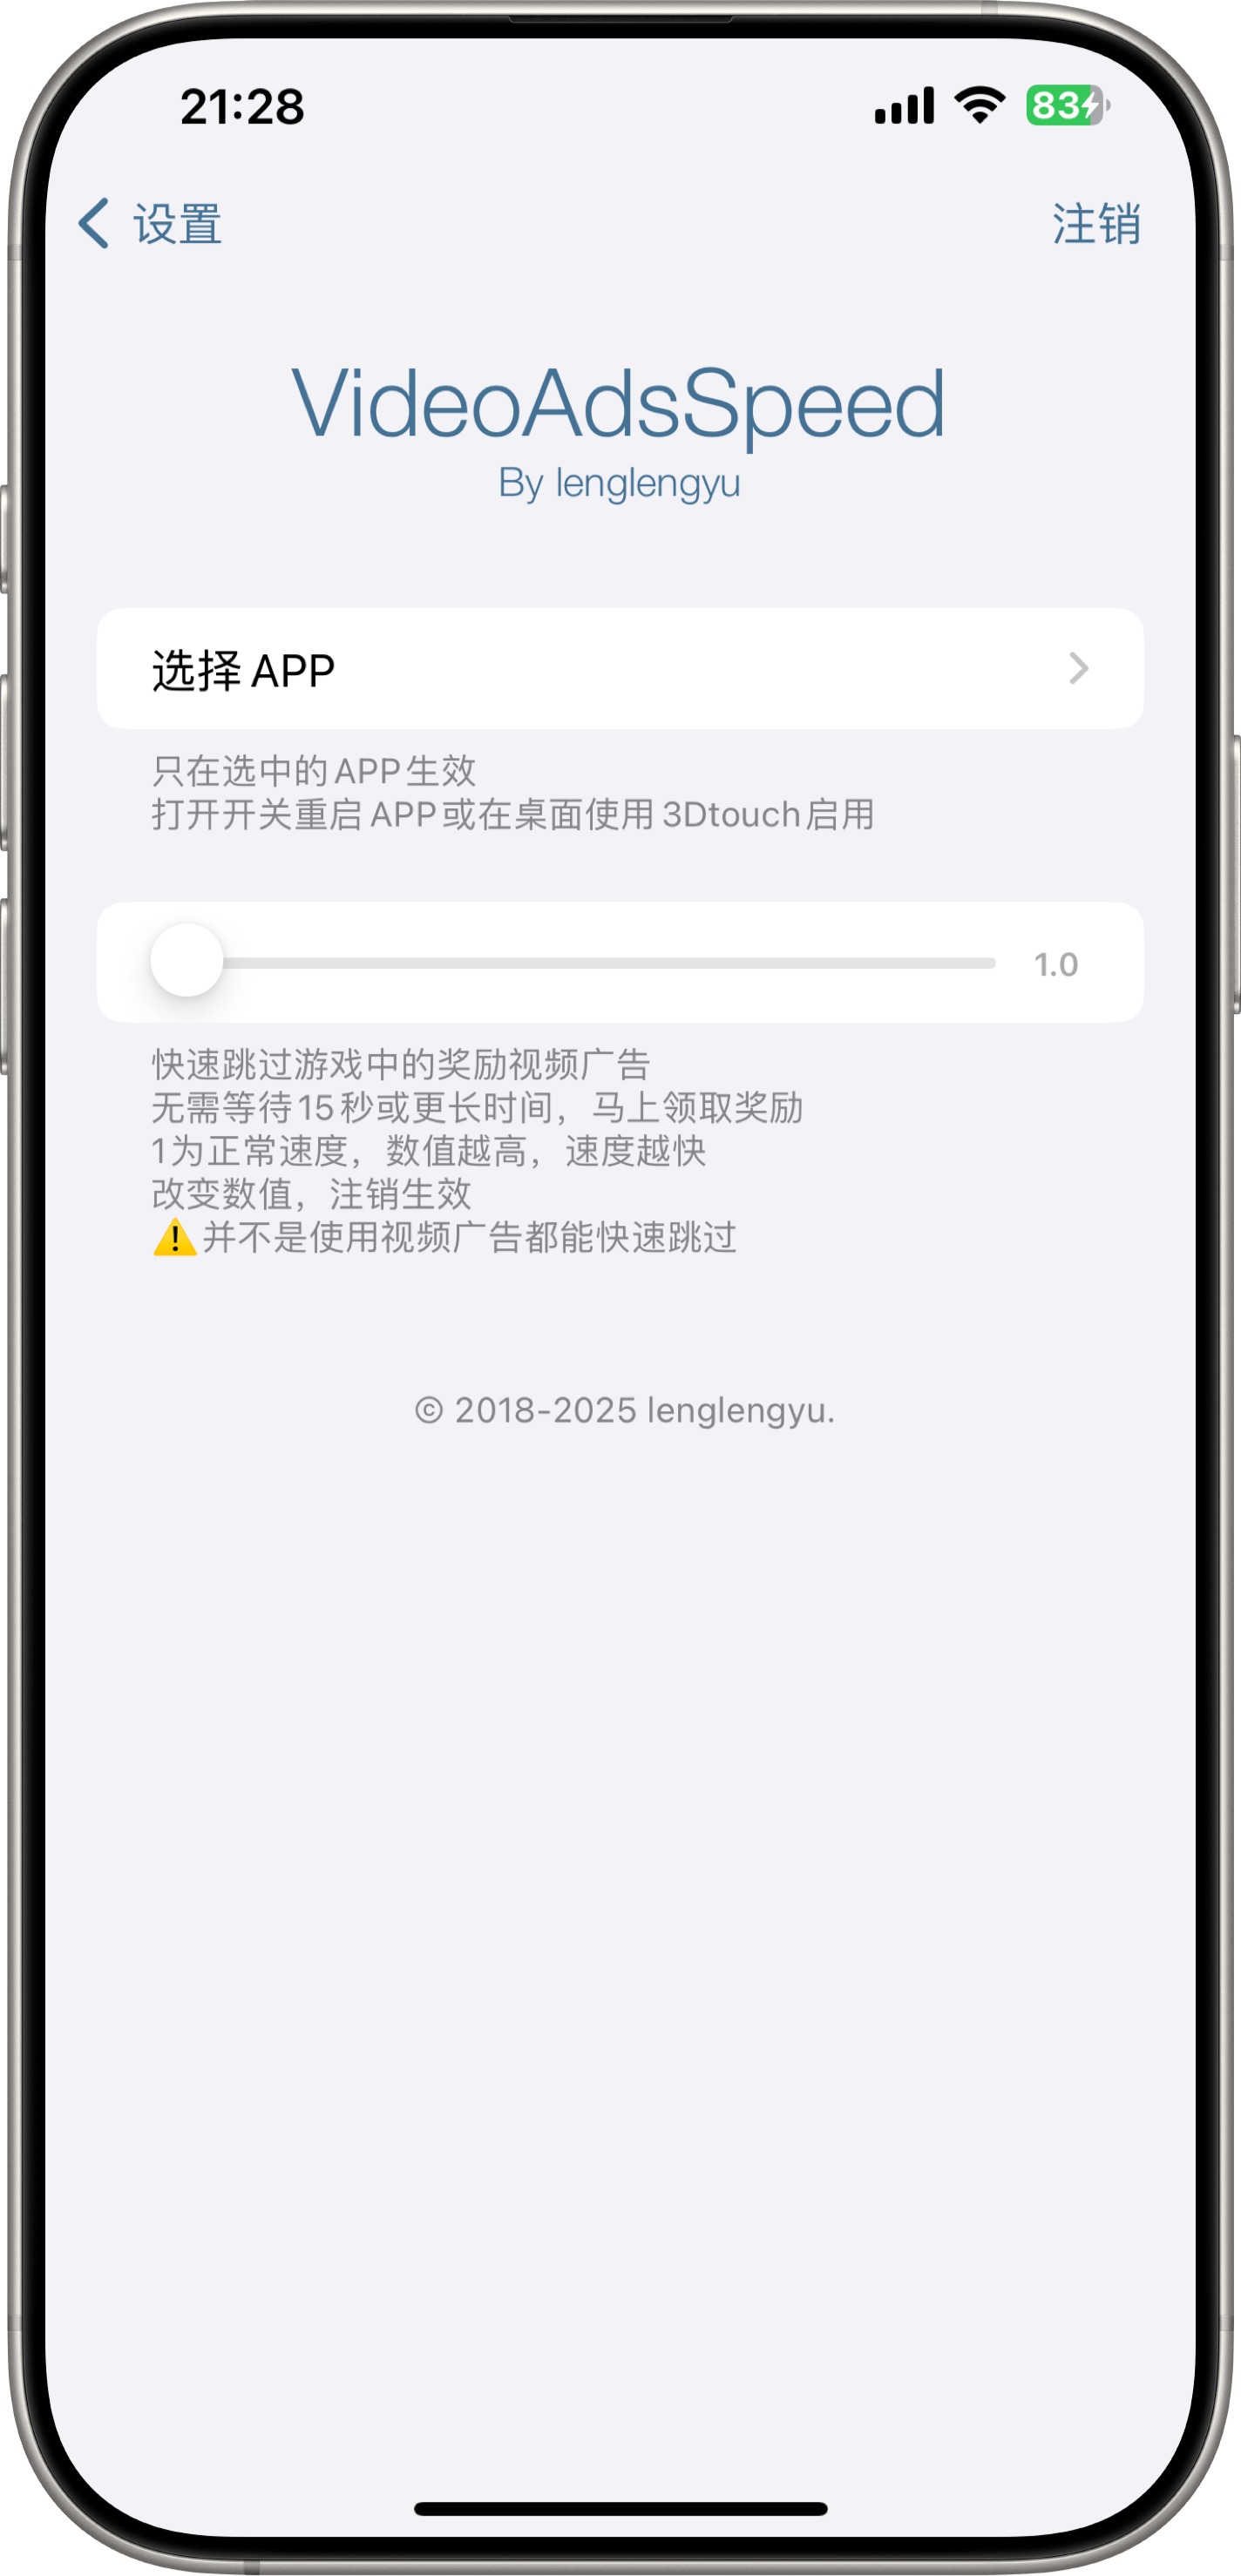 21:28
83
设置
注销
VideoAdsSpeed
By lenglengyu
选择 APP
只在选中的APP生效
打开开关重启APP或在桌面使用3Dtouch启用
1.0
快速跳过游戏中的奖励视频广告
无需等待15秒或更长时间，马上领取奖励
1为正常速度，数值越高，速度越快
改变数值，注销生效
⚠️并不是使用视频广告都能快速跳过
© 2018-2025 lenglengyu.